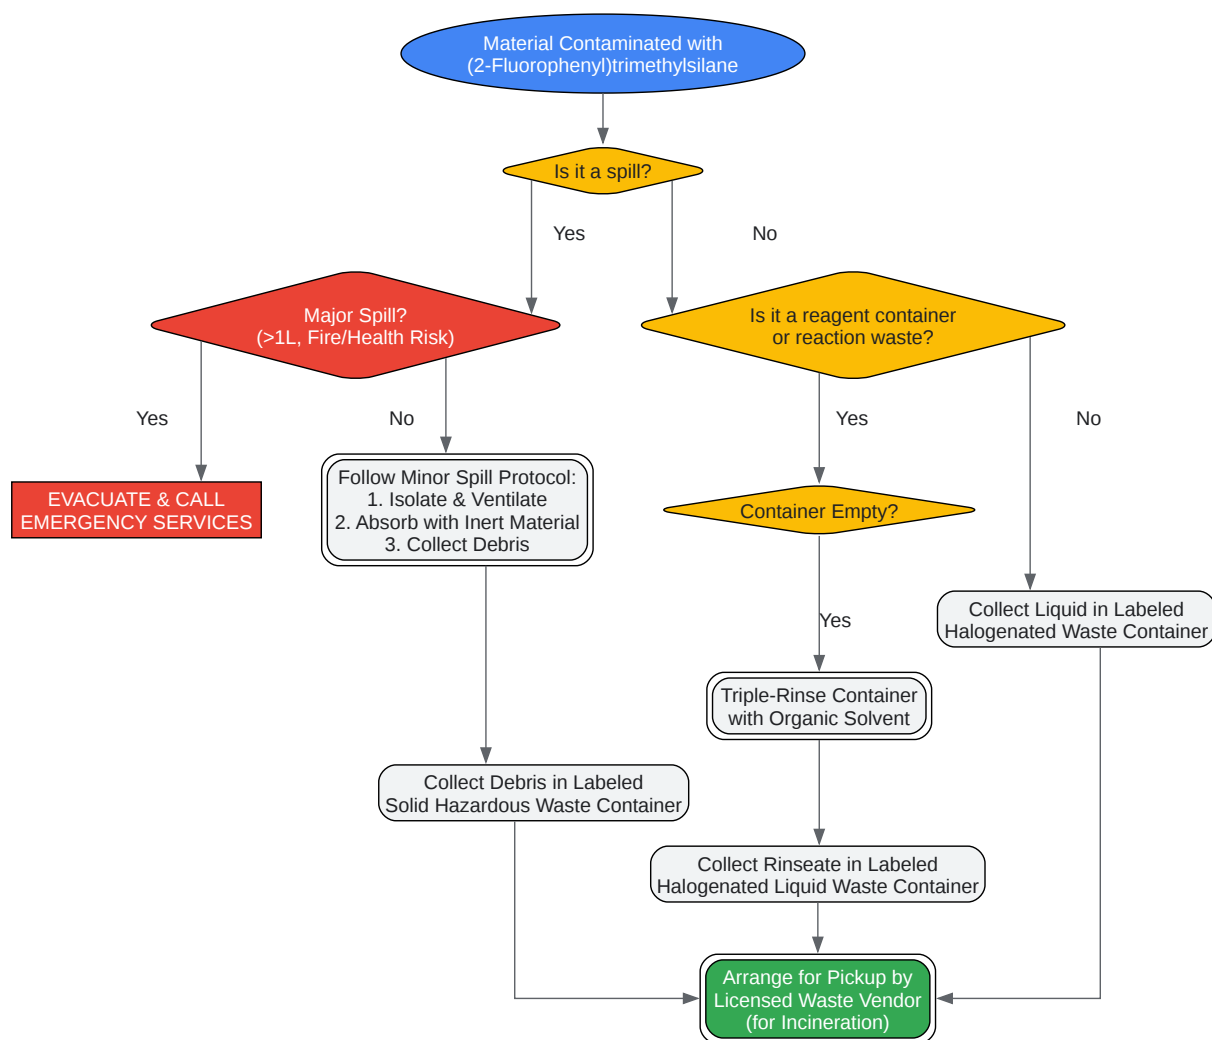 Material Contaminated with
(2-Fluorophenyl)trimethylsilane
Is it a spill?
Yes
No
Major Spill?
(>1L, Fire/Health Risk)
Is it a reagent container
or reaction waste?
Yes
No
Yes
No
EVACUATE & CALL
EMERGENCY SERVICES
Follow Minor Spill Protocol:
1. Isolate & Ventilate
2. Absorb with Inert Material
3. Collect Debris
Container Empty?
Yes
Collect Liquid in Labeled
Halogenated Waste Container
Triple-Rinse Container
with Organic Solvent
Collect Debris in Labeled
Solid Hazardous Waste Container
Collect Rinseate in Labeled
Halogenated Liquid Waste Container
Arrange for Pickup by
Licensed Waste Vendor
(for Incineration)